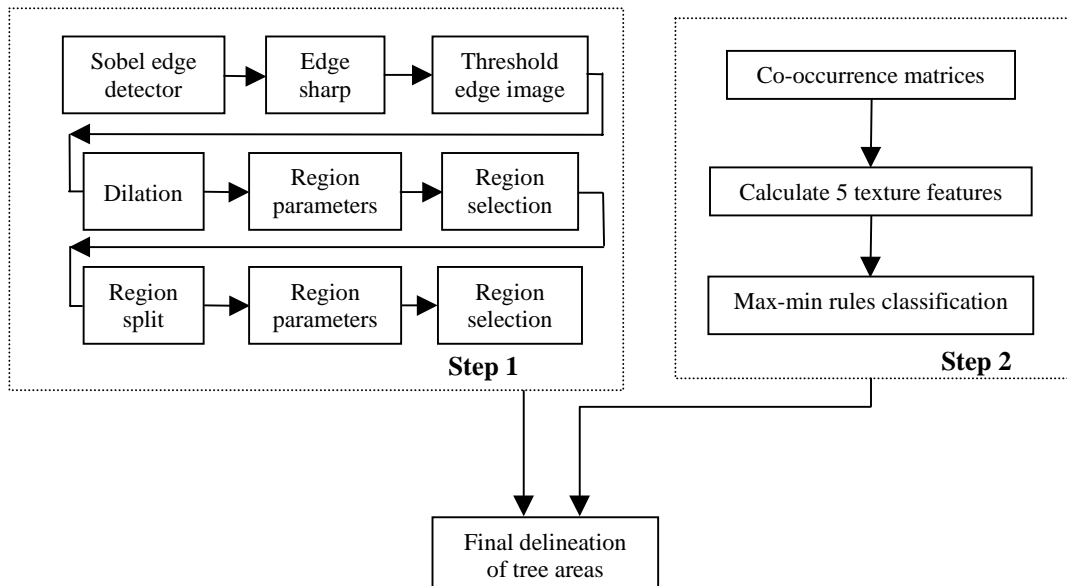 Sobel edge
detector
Edge
sharp
Threshold
edge image
Dilation
Region
parameters
Region
selection
Region
split
Region
parameters
Region
selection
Step 1
Co-occurrence matrices
Calculate 5 texture features
Max-min rules classification
Step 2
Final delineation
of tree areas